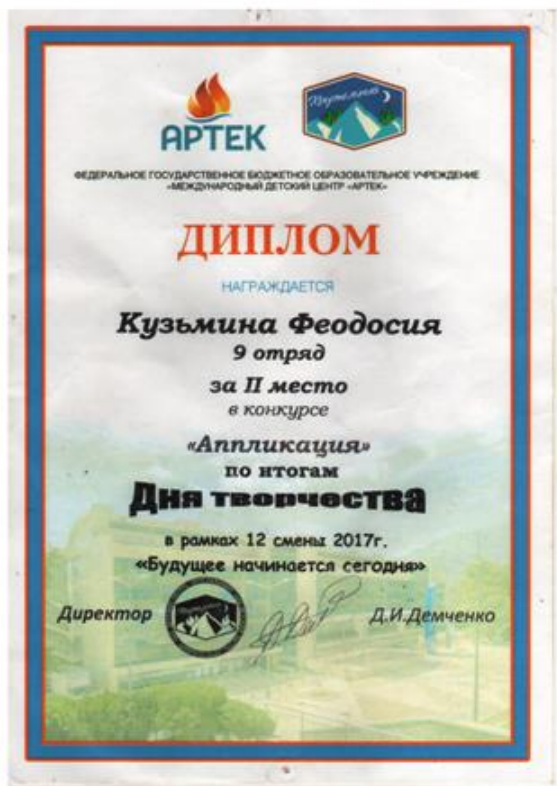 АРТЕК
Хрустальный
ФЕДЕРАЛЬНОЕ ГОСУДАРСТВЕННОЕ БЮДЖЕТНОЕ ОБРАЗОВАТЕЛЬНОЕ УЧРЕЖДЕНИЕ
«МЕЖДУНАРОДНЫЙ ДЕТСКИЙ ЦЕНТР «АРТЕК»
ДИПЛОМ
НАГРАЖДАЕТСЯ
Кузьмина Феодосия
9 отряд
за II место
в конкурсе
«Аппликация»
по итогам
Дня творчества
в рамках 12 смены 2017г.
«Будущее начинается сегодня»
Директор
Д.И.Демченко